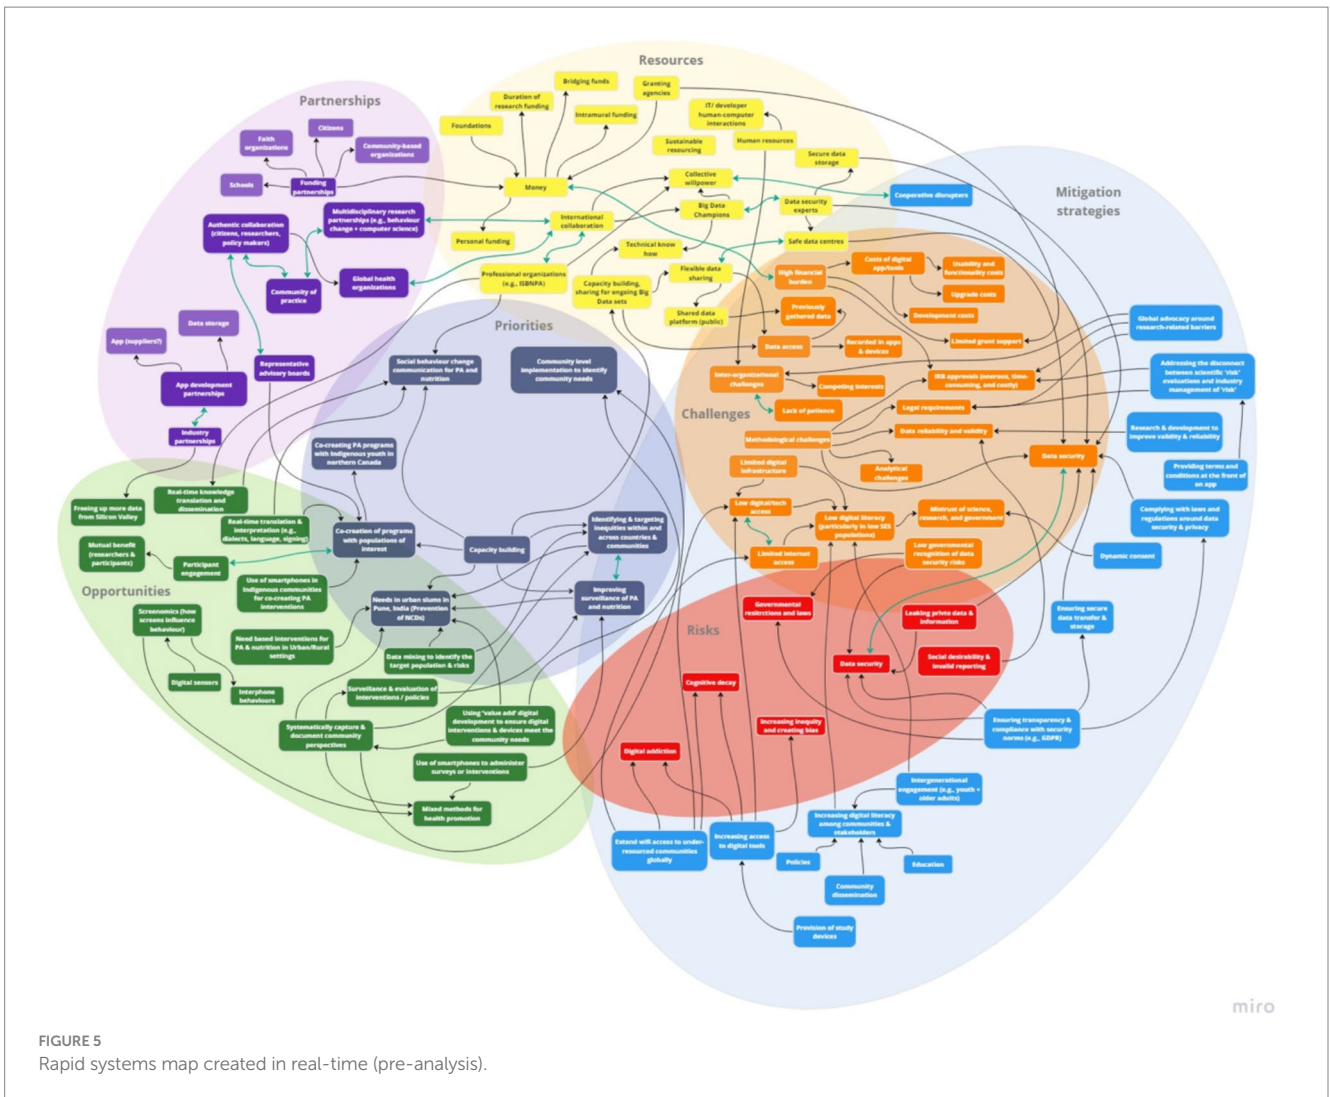 Resources
Bridging funds
Granting
agencies
Duration of
research funding
Intramural funding
Foundations
IT/ developer
human-computer
interactions
Human resources
Sustainable
resourcing
Secure data
storage
Money
Collective
willpower
Big Data
Champions
Data security
experts
Safe data centres
International
collaboration
Personal funding
Technical know
how
Professional organizations
(e.g., ISBNPA)
Capacity building,
sharing for ongoing Big
Data sets
Flexible data
sharing
Shared data
platform (public)
Partnerships
Citizens
Faith
organizations
Community-based
organizations
Schools
Funding
partnerships
Authentic collaboration
(citizens, researchers,
policy makers)
Multidisciplinary research
partnerships (e.g., behaviour
change + computer science)
Community of
practice
Global health
organizations
Data storage
App (suppliers?)
App development
partnerships
Representative
advisory boards
Industry
partnerships
Priorities
Social behaviour change
communication for PA and
nutrition
Community level
implementation to identify
community needs
Co-creating PA programs
with Indigenous youth in
northern Canada
Co-creation of programs
with populations of
interest
Capacity building
Identifying & targeting
inequities within and
across countries &
communities
Improving
surveillance of PA
and nutrition
Needs in urban slums in
Pune, India (Prevention
of NCDs)
Opportunities
Freeing up more data
from Silicon Valley
Real-time knowledge
translation and
dissemination
Real-time translation &
interpretation (e.g.,
dialects, language, signing)
Mutual benefit
(researchers &
participants)
Participant
engagement
Use of smartphones in
Indigenous communities
for co-creating PA
interventions
Screenomics (how
screens influence
behaviour)
Need based interventions for
PA & nutrition in Urban/Rural
settings
Data mining to identify the
target population & risks
Digital sensors
Interphone
behaviours
Surveillance & evaluation of
interventions / policies
Systematically capture &
document community
perspectives
Using 'value add' digital
development to ensure digital
interventions & devices meet the
community needs
Use of smartphones to administer
surveys or interventions
Mixed methods for
health promotion
Challenges
High financial
burden
Costs of digital
app/tools
Usability and
functionality costs
Upgrade costs
Development costs
Previously
gathered data
Data access
Recorded in apps
& devices
Limited grant support
Inter-organizational
challenges
Competing interests
Lack of patience
IRB approvals (onerous, time-
consuming, and costly)
Legal requirements
Methodological challenges
Data reliability and validity
Analytical
challenges
Data security
Limited digital
infrastructure
Low digital/tech
access
Limited internet
access
Low digital literacy
(particularly in low SES
populations)
Mistrust of science,
research, and government
Low governmental
recognition of data
security risks
Risks
Governmental
resitrctions and laws
Leaking privte data &
information
Data security
Social desirability &
invalid reporting
Cognitive decay
Increasing inequity
and creating bias
Digital addiction
Mitigation
strategies
Cooperative disrupters
Global advocacy around
research-related barriers
Addressing the disconnect
between scientific 'risk'
evaluations and industry
management of 'risk'
Research & development to
improve validity & reliability
Providing terms and
conditions at the front of
an app
Complying with laws and
regulations around data
security & privacy
Dynamic consent
Ensuring secure
data transfer &
storage
Ensuring transparency &
compliance with security
norms (e.g., GDPR)
Intergenerational
engagement (e.g., youth +
older adults)
Increasing digital literacy
among communities &
stakeholders
Extend wifi access to under-
resourced communities
globally
Increasing access
to digital tools
Policies
Education
Community
dissemination
Provision of study
devices
miro
FIGURE 5
Rapid systems map created in real-time (pre-analysis).